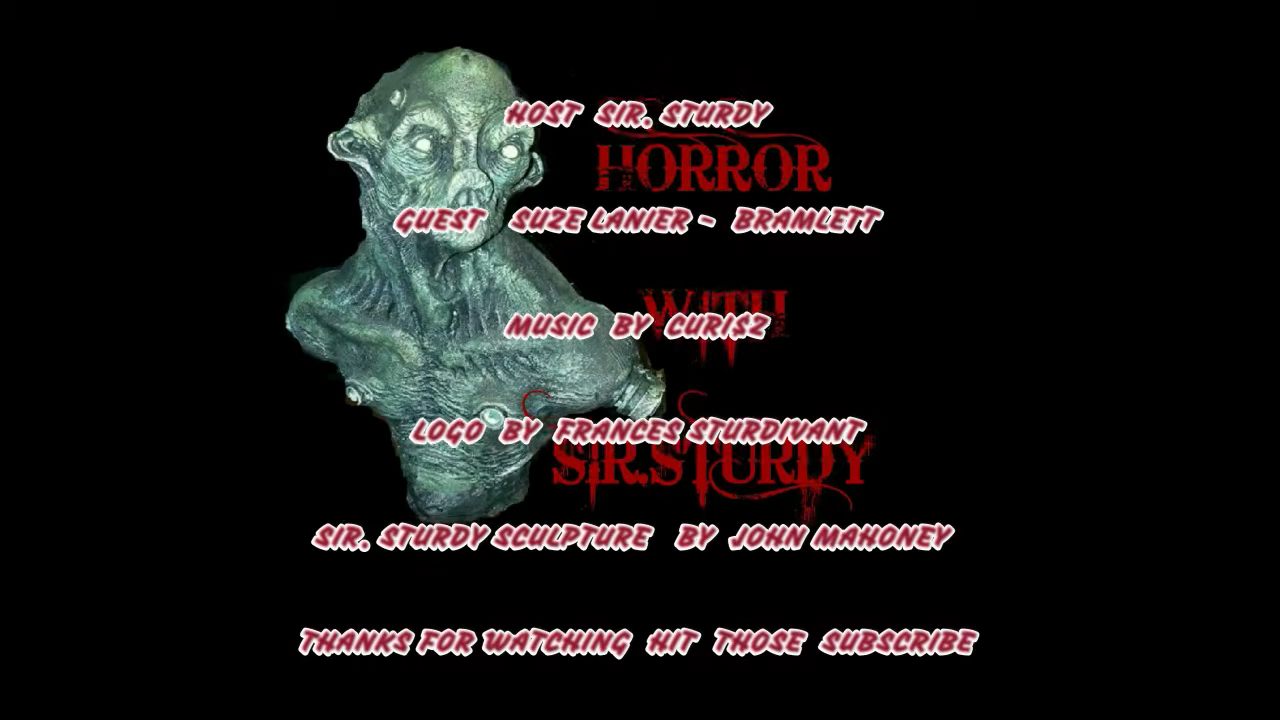 HOST SIR. STURDY
HORROR
GUEST SUZE LANIER - BRAMLETT
WITH
MUSIC BY CURI$Z
LOGO BY FRANCES STURDIVANT
SIR.STURDY
SIR. STURDY SCULPTURE BY JOHN MAHONEY
THANKS FOR WATCHING HIT THOSE SUBSCRIBE